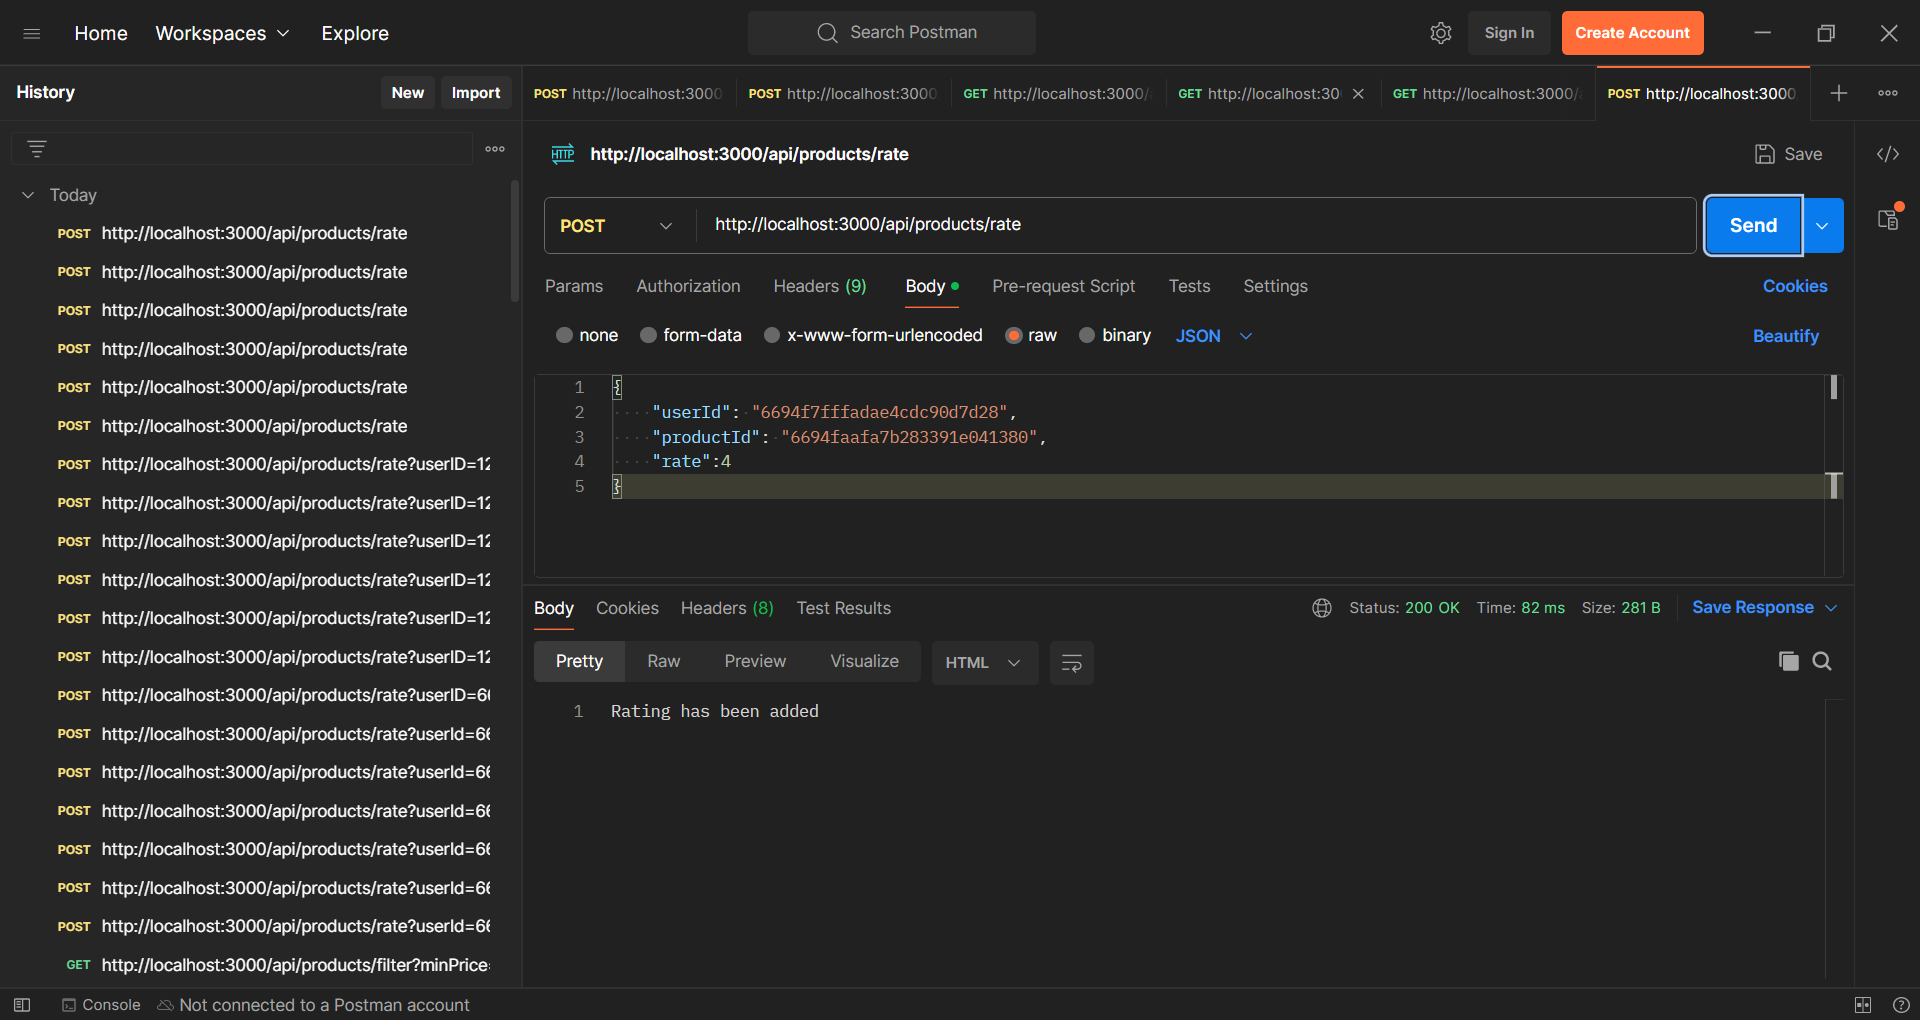 Home Workspaces Explore Search Postman Sign In Create Account
History New Import
POST http://localhost:3000 POST http://localhost:3000 GET http://localhost:3000/ GET http://localhost:30 GET http://localhost:3000/ POST http://localhost:3000
HTTP http://localhost:3000/api/products/rate Save
Today
POST http://localhost:3000/api/products/rate
POST http://localhost:3000/api/products/rate
POST http://localhost:3000/api/products/rate
POST http://localhost:3000/api/products/rate
POST http://localhost:3000/api/products/rate
POST http://localhost:3000/api/products/rate
POST http://localhost:3000/api/products/rate?userID=12
POST http://localhost:3000/api/products/rate?userID=12
POST http://localhost:3000/api/products/rate?userID=12
POST http://localhost:3000/api/products/rate?userID=12
POST http://localhost:3000/api/products/rate?userID=12
POST http://localhost:3000/api/products/rate?userID=12
POST http://localhost:3000/api/products/rate?userID=66
POST http://localhost:3000/api/products/rate?userId=66
POST http://localhost:3000/api/products/rate?userId=66
POST http://localhost:3000/api/products/rate?userId=66
POST http://localhost:3000/api/products/rate?userId=66
POST http://localhost:3000/api/products/rate?userId=66
POST http://localhost:3000/api/products/rate?userId=66
GET http://localhost:3000/api/products/filter?minPrice=
POST http://localhost:3000/api/products/rate Send
Params Authorization Headers (9) Body Pre-request Script Tests Settings Cookies
none form-data x-www-form-urlencoded raw binary JSON Beautify
1 {
2 "userId": "6694f7fffadae4cdc90d7d28",
3 "productId": "6694faafa7b283391e041380",
4 "rate":4
5 }
Body Cookies Headers (8) Test Results Status: 200 OK Time: 82 ms Size: 281 B Save Response
Pretty Raw Preview Visualize HTML
1 Rating has been added
Console Not connected to a Postman account